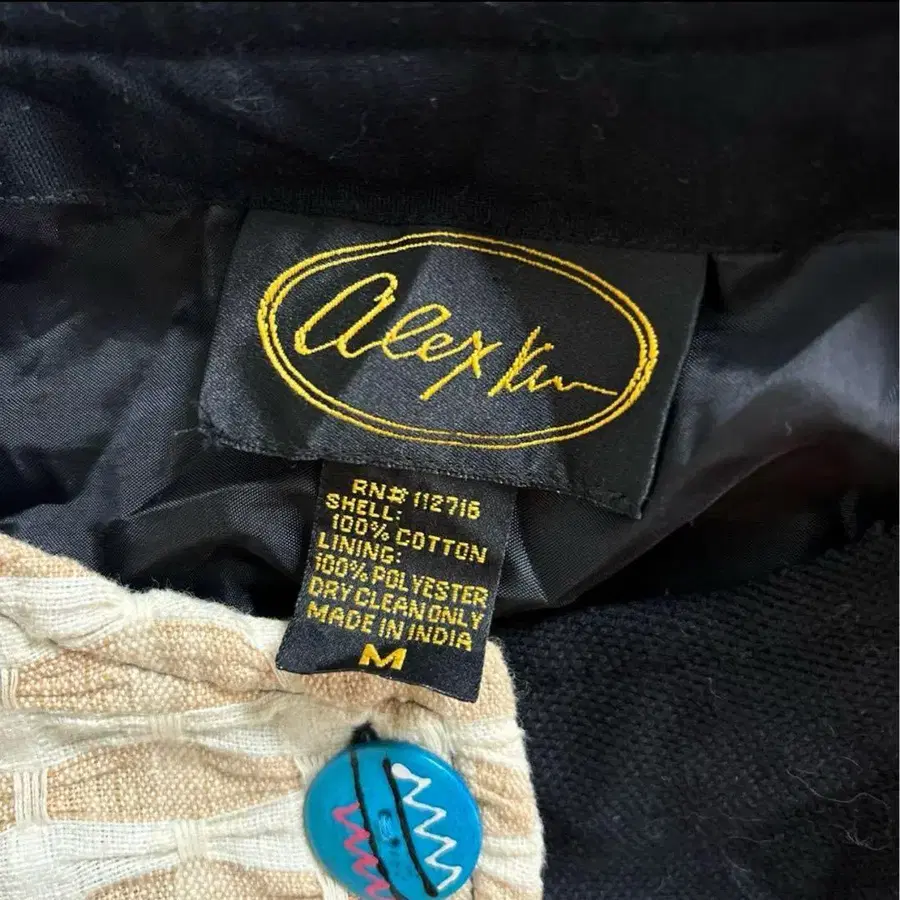 Alex Kim
RN# 112716
SHELL:
100% COTTON
LINING:
100% POLYESTER
DRY CLEAN ONLY
MADE IN INDIA
M